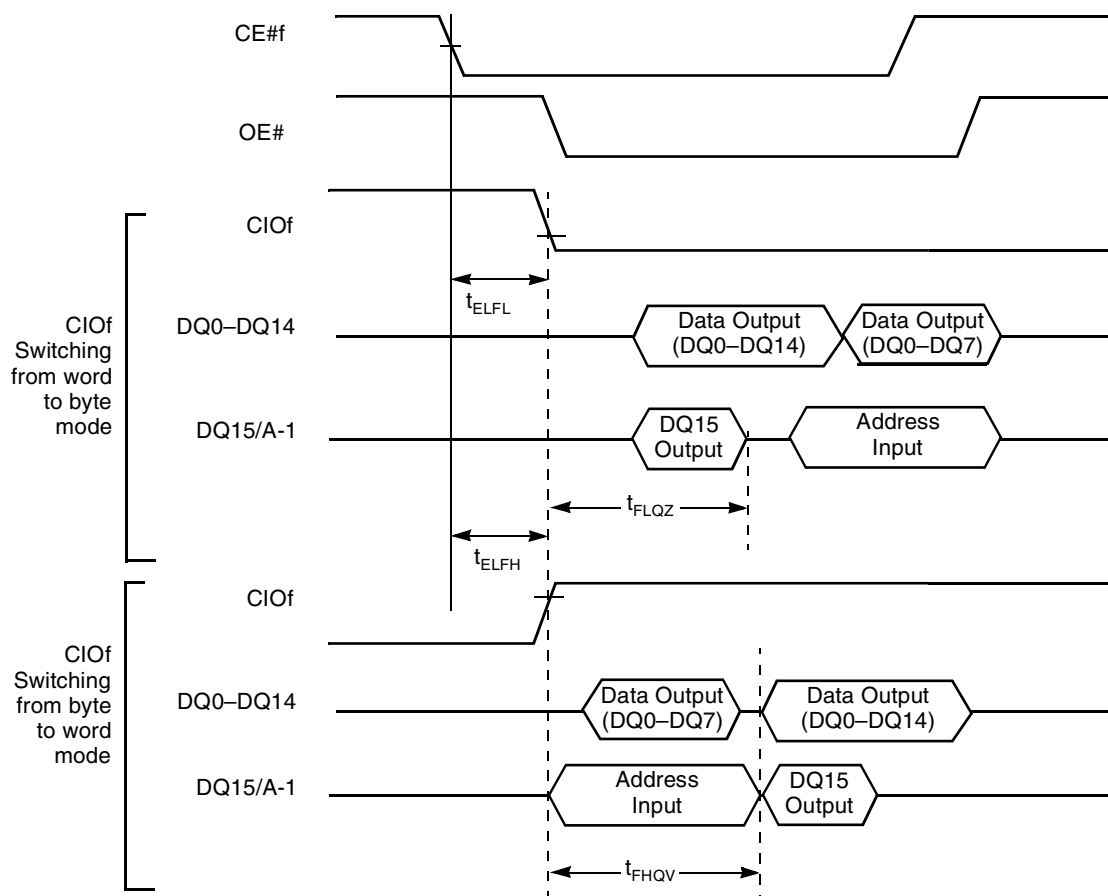 CE#f
OE#
CIOf
tELFL
CIOf
Switching
from word
to byte
mode
DQ0–DQ14
Data Output
(DQ0–DQ14)
Data Output
(DQ0–DQ7)
DQ15/A-1
DQ15
Output
Address
Input
tFLQZ
tELFH
CIOf
CIOf
Switching
from byte
to word
mode
DQ0–DQ14
Data Output
(DQ0–DQ7)
Data Output
(DQ0–DQ14)
DQ15/A-1
Address
Input
DQ15
Output
tFHQV